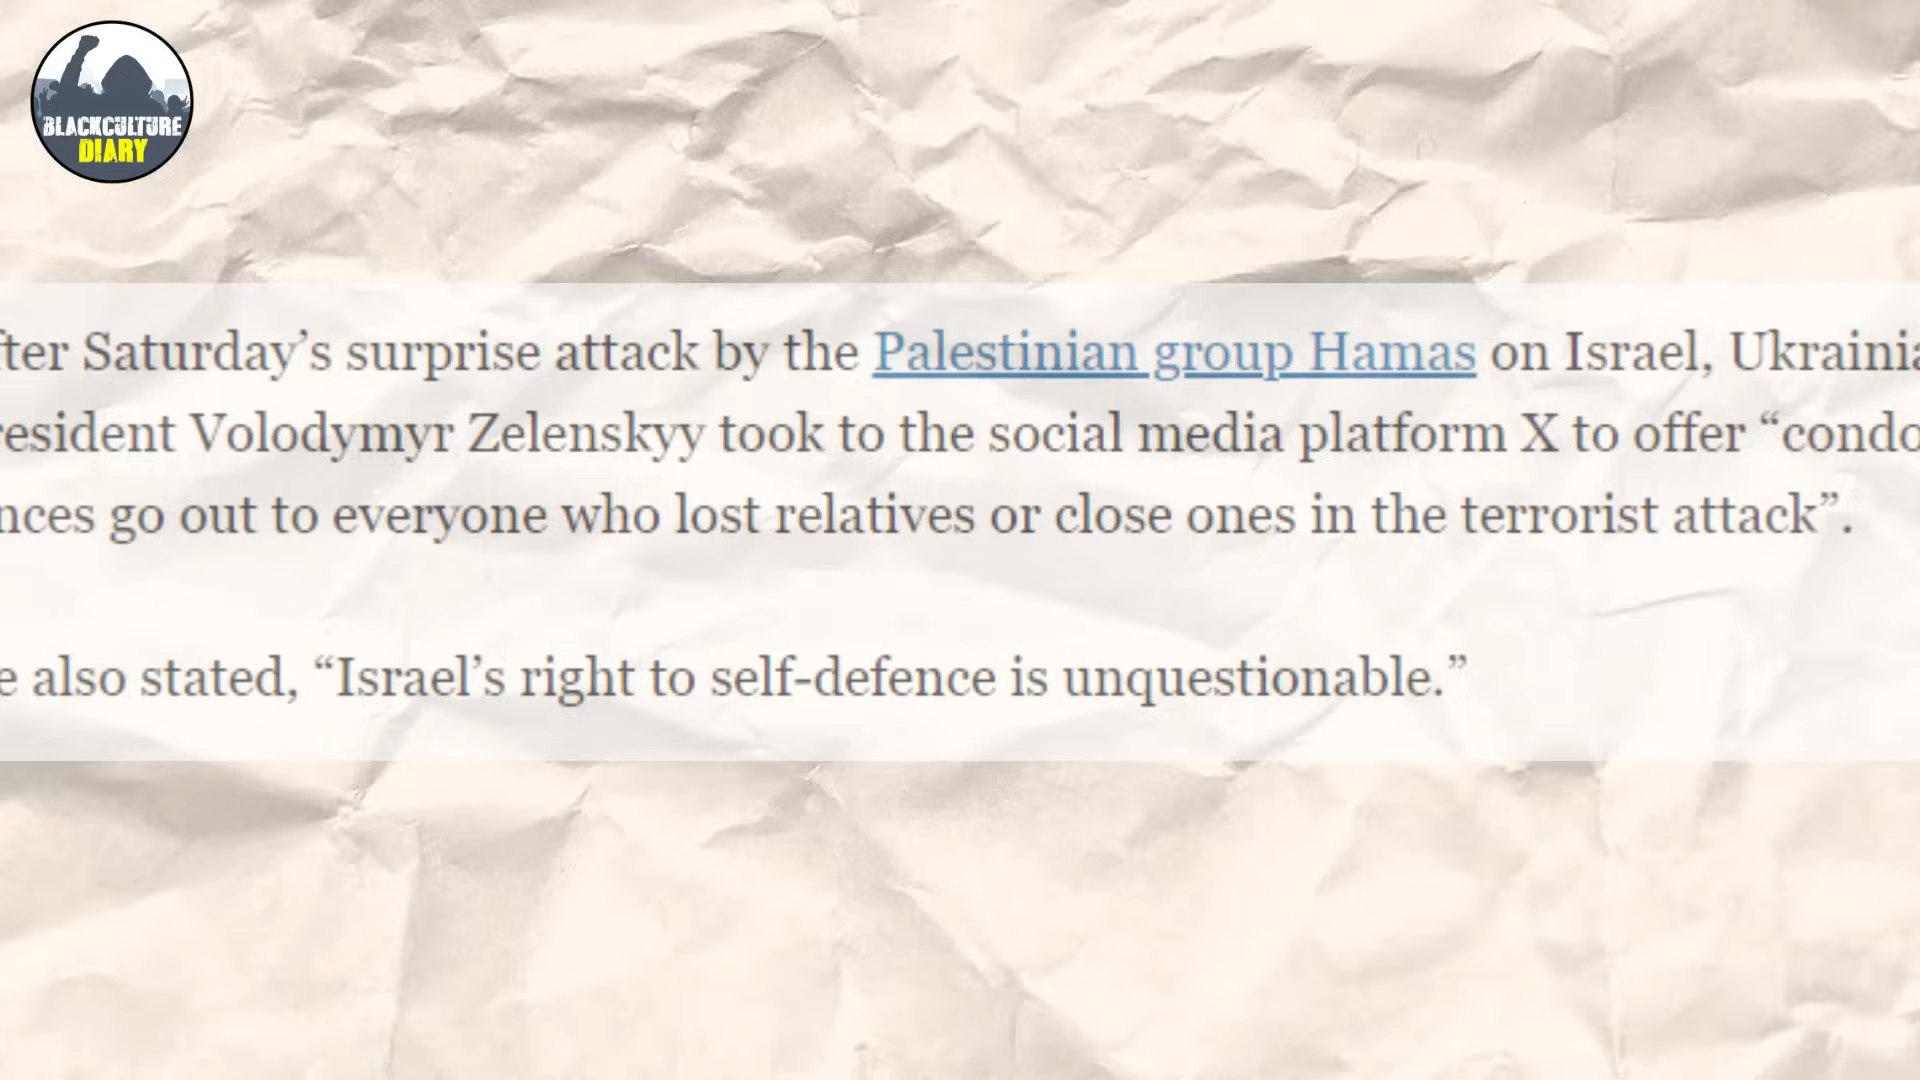 BLACKCULTURE
DIARY
fter Saturday’s surprise attack by the Palestinian group Hamas on Israel, Ukrainia
resident Volodymyr Zelenskyy took to the social media platform X to offer “condo
nces go out to everyone who lost relatives or close ones in the terrorist attack”.
e also stated, “Israel’s right to self-defence is unquestionable.”